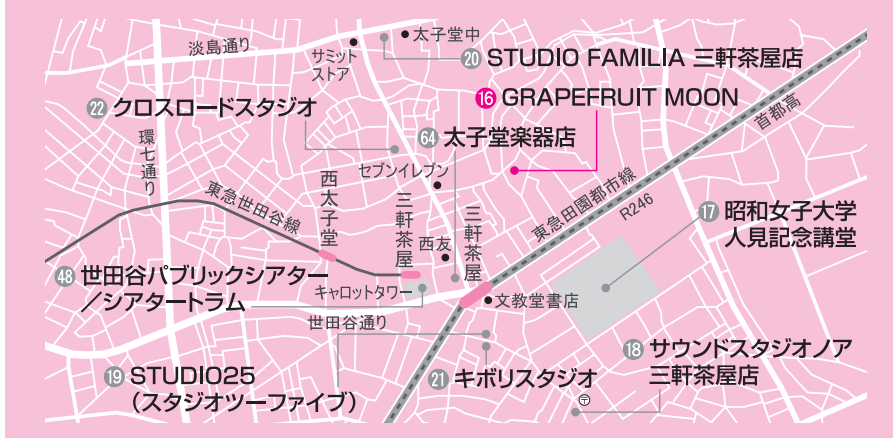 淡島通り
サミット
ストア
太子堂中
⑳ STUDIO FAMILIA 三軒茶屋店
⑯ GRAPEFRUIT MOON
首都高
㉒ クロスロードスタジオ
64 太子堂楽器店
環七通り
セブンイレブン
東急世田谷線
西太子堂
三軒茶屋
西友
三軒茶屋
東急田園都市線
R246
⑰ 昭和女子大学
人見記念講堂
㊽ 世田谷パブリックシアター
／シアタートラム
キャロットタワー
文教堂書店
世田谷通り
⑱ サウンドスタジオノア
三軒茶屋店
⑲ STUDIO25
（スタジオツーファイブ）
㉑ キボリスタジオ
〒